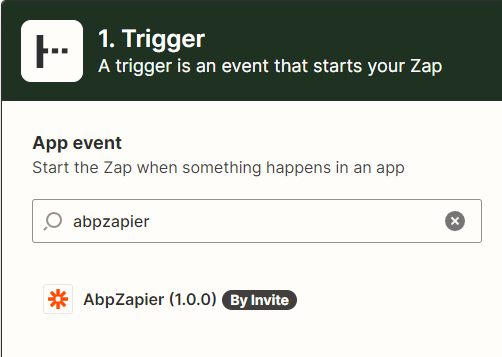 1. Trigger
A trigger is an event that starts your Zap
App event
Start the Zap when something happens in an app
abpzapier
AbpZapier (1.0.0) By Invite